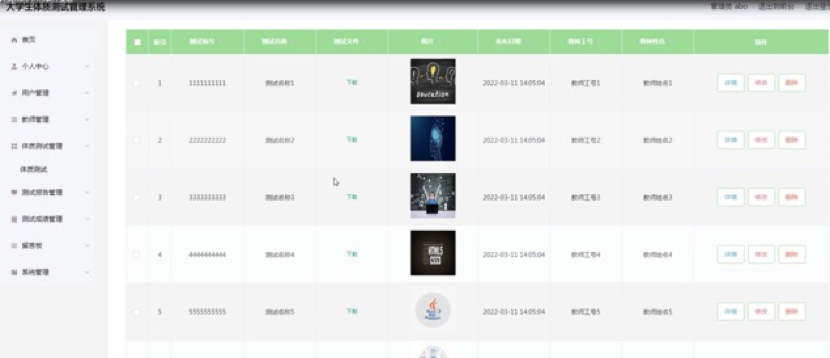 大学生体质测试管理系统 管理员 abo 退出到前台
首页
个人中心
用户管理
教师管理
体质测试管理
体质测试
测试报告管理
测试成绩管理
留言板
系统管理
索引 测试编号 测试名称 测试文件 图片 发布日期 教师工号 教师姓名 操作
1 1111111111 测试名称1 下载 2022-03-11 14:05:04 教师工号1 教师姓名1 详情 修改 删除
Education
2 2222222222 测试名称2 下载 2022-03-11 14:05:04 教师工号2 教师姓名2 详情 修改 删除
3 3333333333 测试名称3 下载 2022-03-11 14:05:04 教师工号3 教师姓名3 详情 修改 删除
4 4444444444 测试名称4 下载 2022-03-11 14:05:04 教师工号4 教师姓名4 详情 修改 删除
HTML5
5 5555555555 测试名称5 下载 2022-03-11 14:05:04 教师工号5 教师姓名5 详情 修改 删除